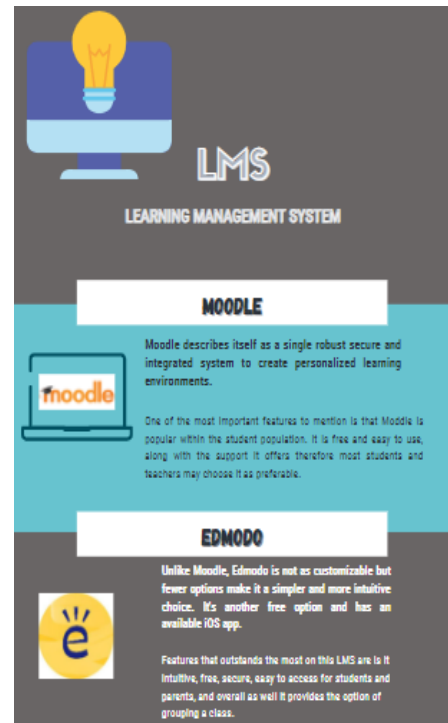 LMS
LEARNING MANAGEMENT SYSTEM
MOODLE
Moodle describes itself as a single robust secure and
integrated system to create personalized learning
environments.
moodle
One of the most important features to mention is that Moodle is
popular within the student population. It is free and easy to use,
along with the support it offers therefore most students and
teachers may choose it as preferable.
EDMODO
Unlike Moodle, Edmodo is not as customizable but
fewer options make it a simpler and more intuitive
choice. It's another free option and has an
available iOS app.
e
Features that outstands the most on this LMS are is it
intuitive, free, secure, easy to access for students and
parents, and overall as well it provides the option of
grouping a class.